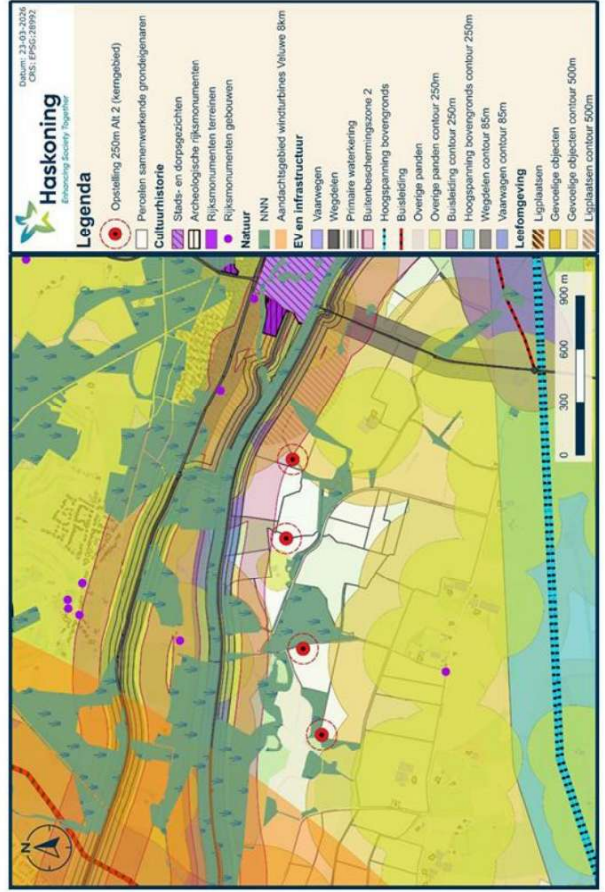 Haskoning
Enhancing Society Together
Datum: 23-03-2026
CRS: EPSG:28992
Legenda
Opstelling 250m Alt 2 (kerngebied)
Percelen samenwerkende grondeigenaren
Cultuurhistorie
Stads- en dorpsgezichten
Archeologische rijksmonumenten
Rijksmonumenten terreinen
Rijksmonumenten gebouwen
Natuur
NNN
Aandachtsgebied windturbines Veluwe 8km
EV en infrastructuur
Vaarwegen
Wegdelen
Primaire waterkering
Buitenbeschermingszone 2
Hoogspanning bovengronds
Buisleiding
Overige panden
Overige panden contour 250m
Buisleiding contour 250m
Hoogspanning bovengronds contour 250m
Wegdelen contour 85m
Vaarwagen contour 85m
Leefomgeving
Ligplaatsen
Gevoelige objecten
Gevoelige objecten contour 500m
Ligplaatsen contour 500m
N
0 300 600 900 m